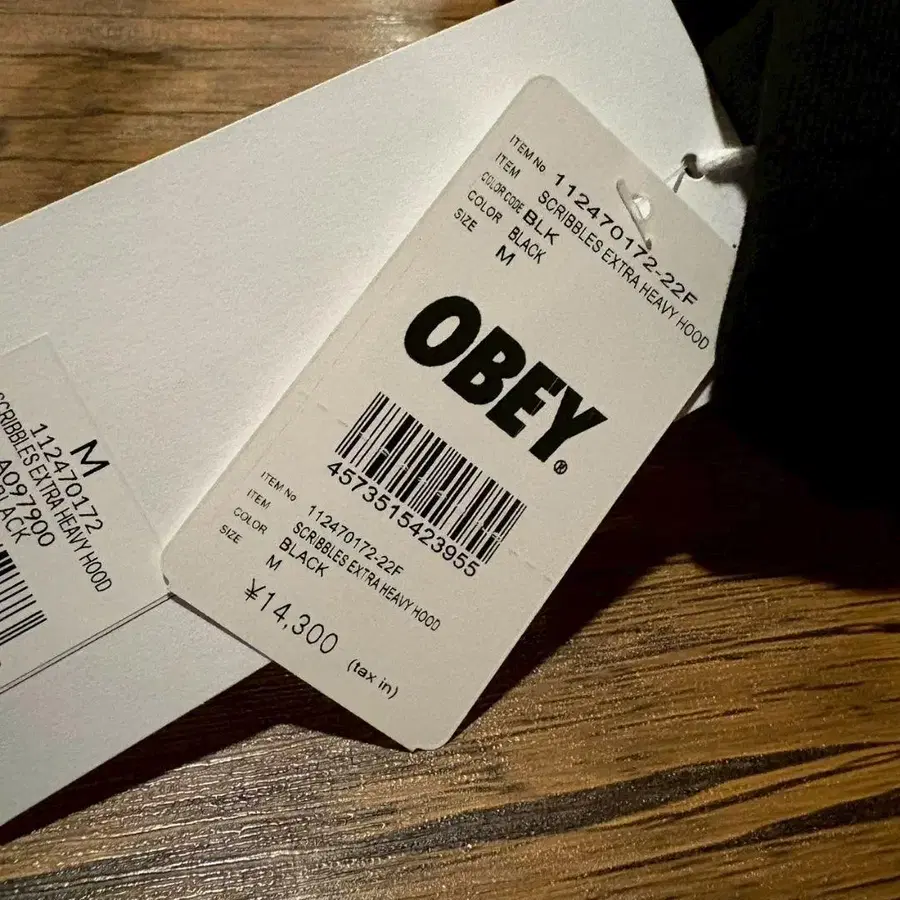 ITEM No 112470172-22F
ITEM SCRIBBLES EXTRA HEAVY HOOD
COLOR CODE BLK
COLOR BLACK
SIZE M
OBEY®
4573515423955
ITEM No 112470172-22F
ITEM SCRIBBLES EXTRA HEAVY HOOD
COLOR BLACK
SIZE M
¥14,300 (tax in)
M
112470172
SCRIBBLES EXTRA HEAVY HOOD
A097900
BLACK